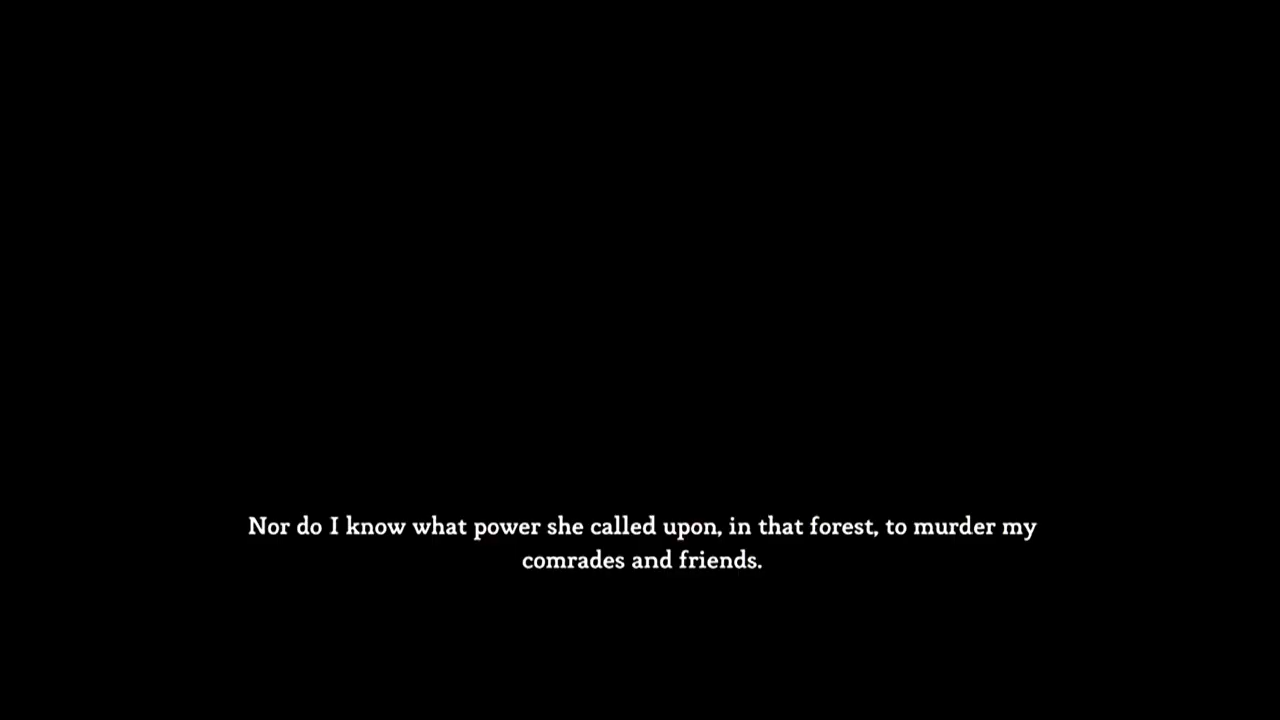 Nor do I know what power she called upon, in that forest, to murder my
comrades and friends.